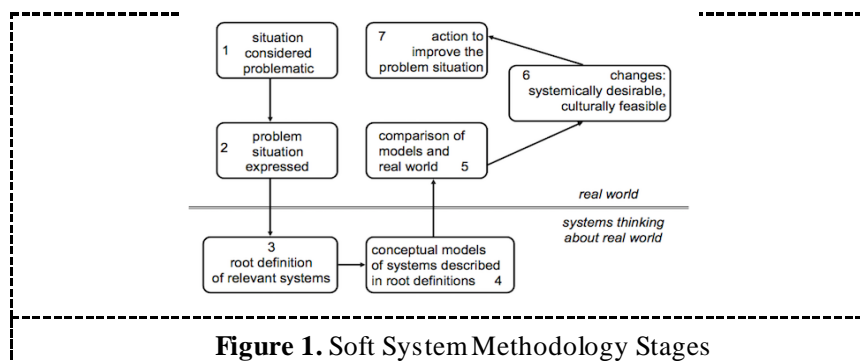 1 situation
considered
problematic
2 problem
situation
expressed
3
root definition
of relevant systems
conceptual models
of systems described
in root definitions 4
comparison of
models and
real world 5
6 changes:
systemically desirable,
culturally feasible
7 action to
improve the
problem situation
real world
systems thinking
about real world
Figure 1. Soft System Methodology Stages